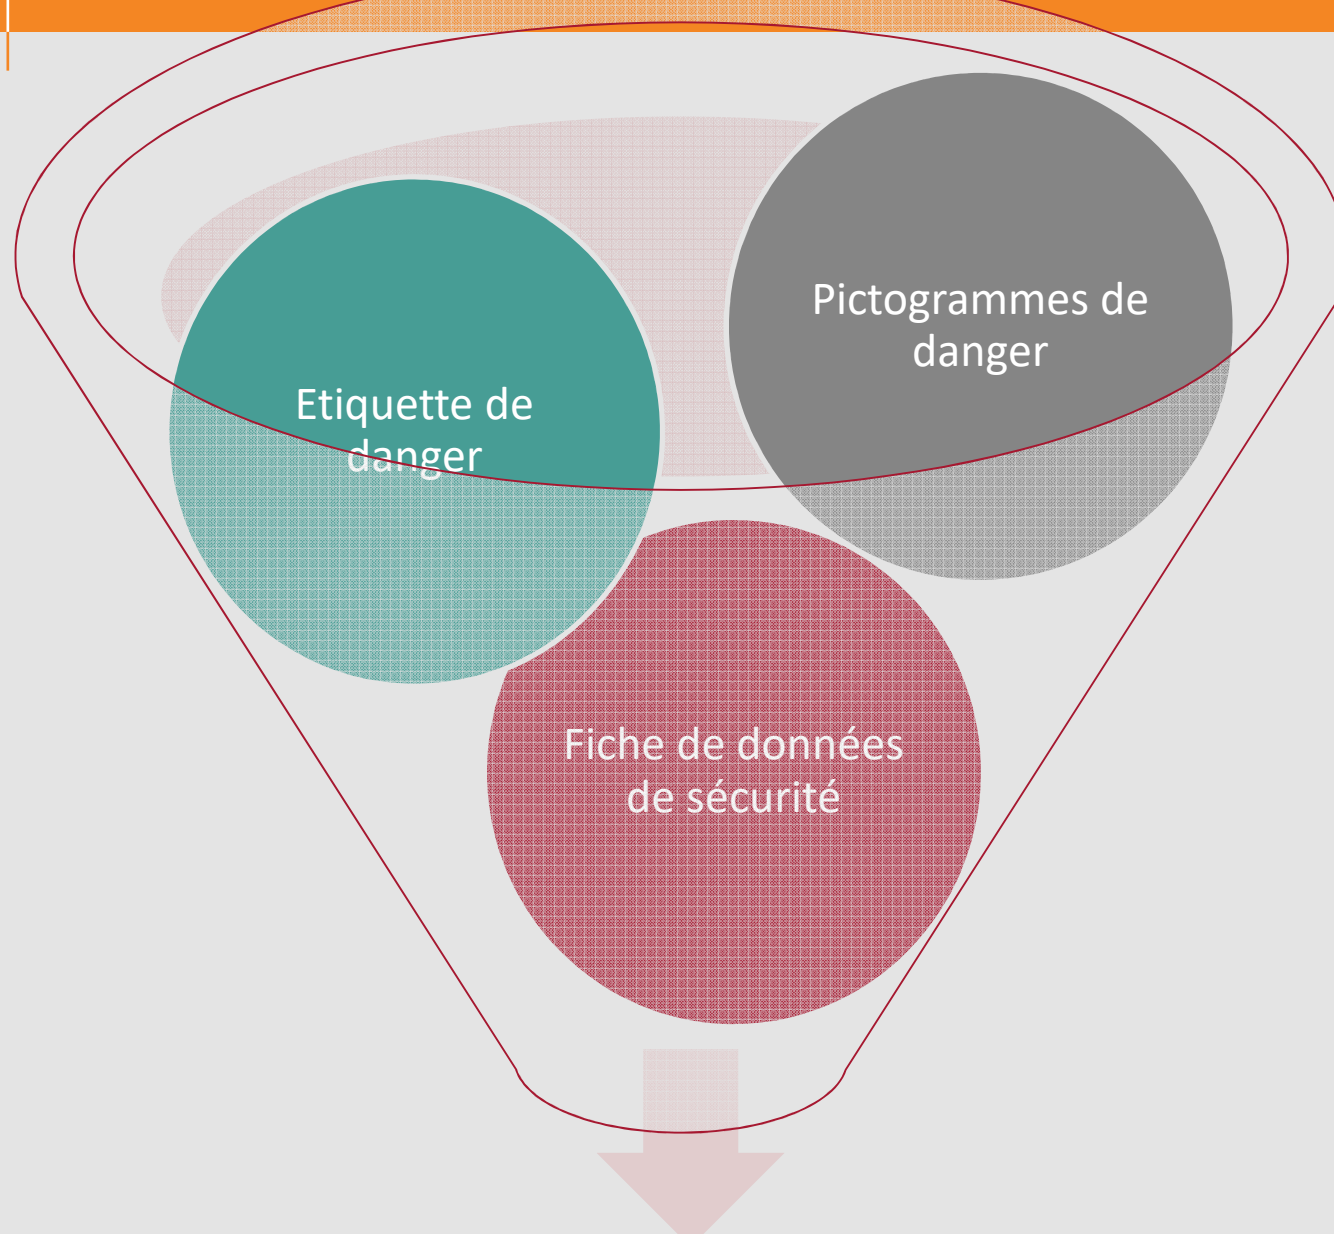 Pictogrammes de
danger
Etiquette de
danger
Fiche de données
de sécurité